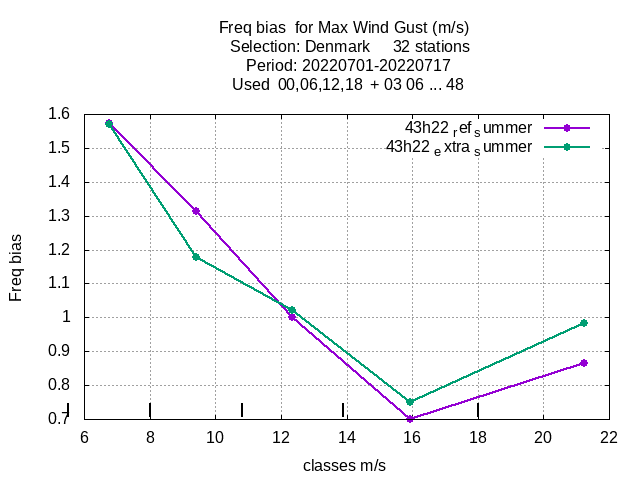 Freq bias  for Max Wind Gust (m/s)
Selection: Denmark     32 stations
Period: 20220701-20220717
Used  00,06,12,18  + 03 06 ... 48
43h22 ref summer
43h22 extra summer
1.6
1.5
1.4
1.3
1.2
1.1
1
0.9
0.8
0.7
Freq bias
6 8 10 12 14 16 18 20 22
classes m/s